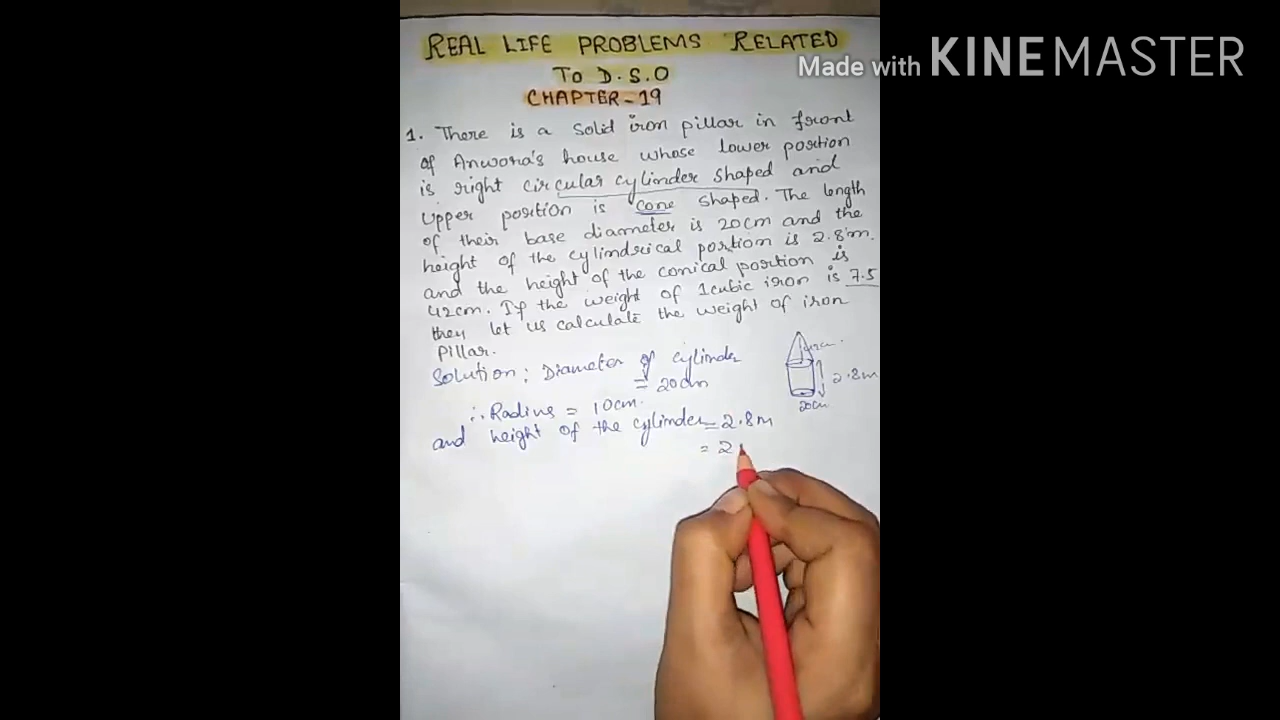 REAL LIFE PROBLEMS RELATED
TO D.S.O
CHAPTER-19
Made with KINEMASTER
1. There is a solid iron pillar in front
of Anwora's house whose lower portion
is right circular cylinder shaped and
upper portion is cone shaped. The length
of their base diameter is 20cm and the
height of the cylindrical portion is 2.8m.
and the height of the conical portion is
42cm. If the weight of 1cubic iron is 7.5
they let us calculate the weight of iron
pillar.
Solution: Diameter of cylinder
= 20cm
∴ Radius = 10cm.
and height of the cylinder = 2.8m
= 2
42cm.
2.8m
20cm